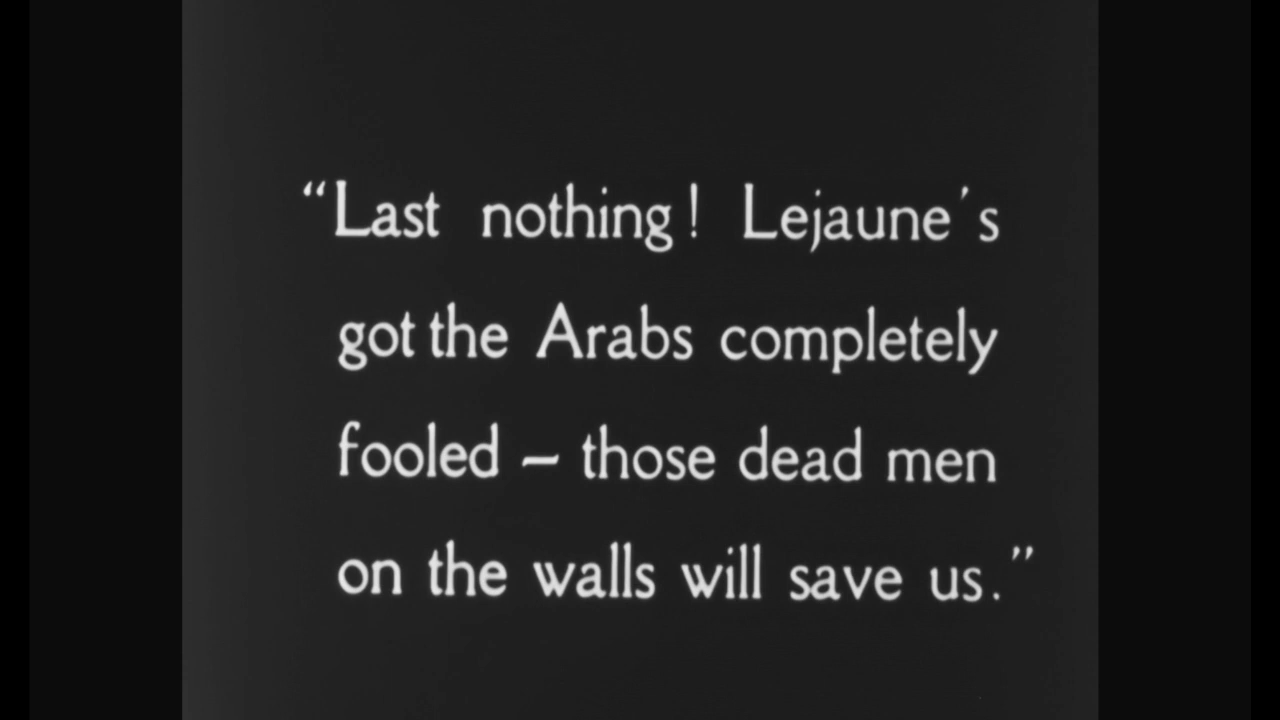 “Last nothing! Lejaune's
got the Arabs completely
fooled – those dead men
on the walls will save us.”